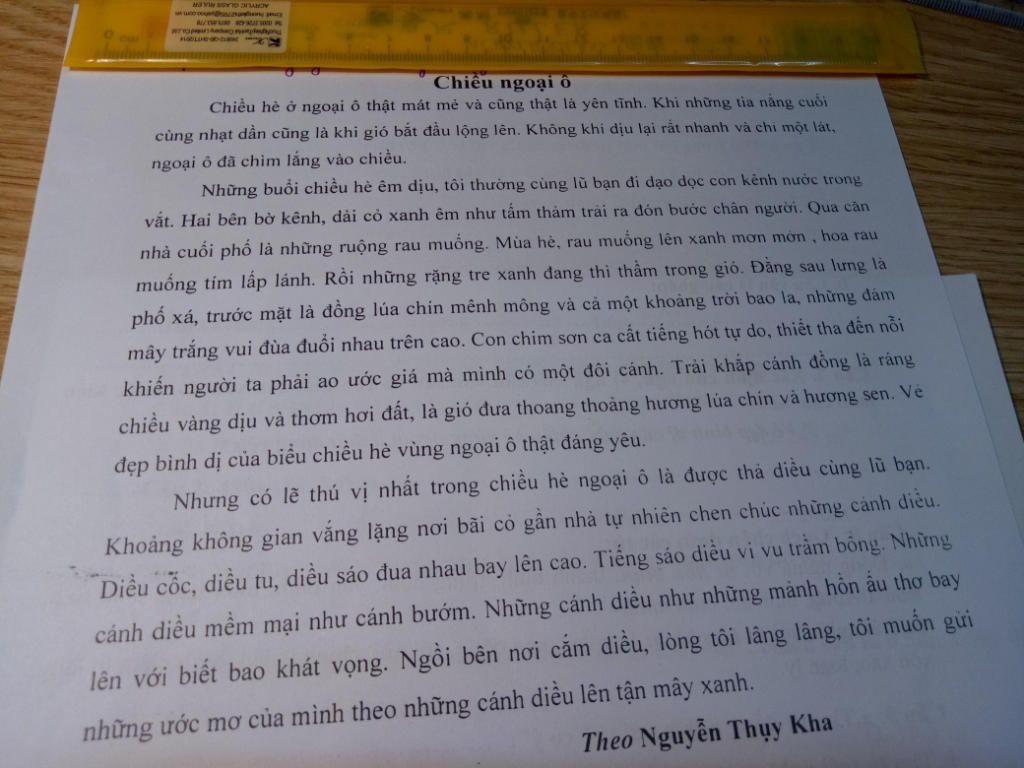 ACRYLIC GLASS RULER
Chiều ngoại ô
Chiều hè ở ngoại ô thật mát mẻ và cũng thật là yên tĩnh. Khi những tia nắng cuối
cùng nhạt dần cũng là khi gió bắt đầu lộng lên. Không khí dịu lại rất nhanh và chỉ một lát,
ngoại ô đã chìm lắng vào chiều.
Những buổi chiều hè êm dịu, tôi thường cùng lũ bạn đi dạo dọc con kênh nước trong
vắt. Hai bên bờ kênh, dải cỏ xanh êm như tấm thảm trải ra đón bước chân người. Qua căn
nhà cuối phố là những ruộng rau muống. Mùa hè, rau muống lên xanh mơn mởn , hoa rau
muống tím lấp lánh. Rồi những rặng tre xanh đang thì thầm trong gió. Đằng sau lưng là
phố xá, trước mặt là đồng lúa chín mênh mông và cả một khoảng trời bao la, những đám
mây trắng vui đùa đuổi nhau trên cao. Con chim sơn ca cất tiếng hót tự do, thiết tha đến nỗi
khiến người ta phải ao ước giá mà mình có một đôi cánh. Trải khắp cánh đồng là ráng
chiều vàng dịu và thơm hơi đất, là gió đưa thoang thoảng hương lúa chín và hương sen. Vẻ
đẹp bình dị của biểu chiều hè vùng ngoại ô thật đáng yêu.
Nhưng có lẽ thú vị nhất trong chiều hè ngoại ô là được thả diều cùng lũ bạn.
Khoảng không gian vắng lặng nơi bãi cỏ gần nhà tự nhiên chen chúc những cánh diều.
Diều cốc, diều tu, diều sáo đua nhau bay lên cao. Tiếng sáo diều vi vu trầm bổng. Những
cánh diều mềm mại như cánh bướm. Những cánh diều như những mảnh hồn ấu thơ bay
lên với biết bao khát vọng. Ngồi bên nơi cắm diều, lòng tôi lâng lâng, tôi muốn gửi
những ước mơ của mình theo những cánh diều lên tận mây xanh.
Theo Nguyễn Thụy Kha